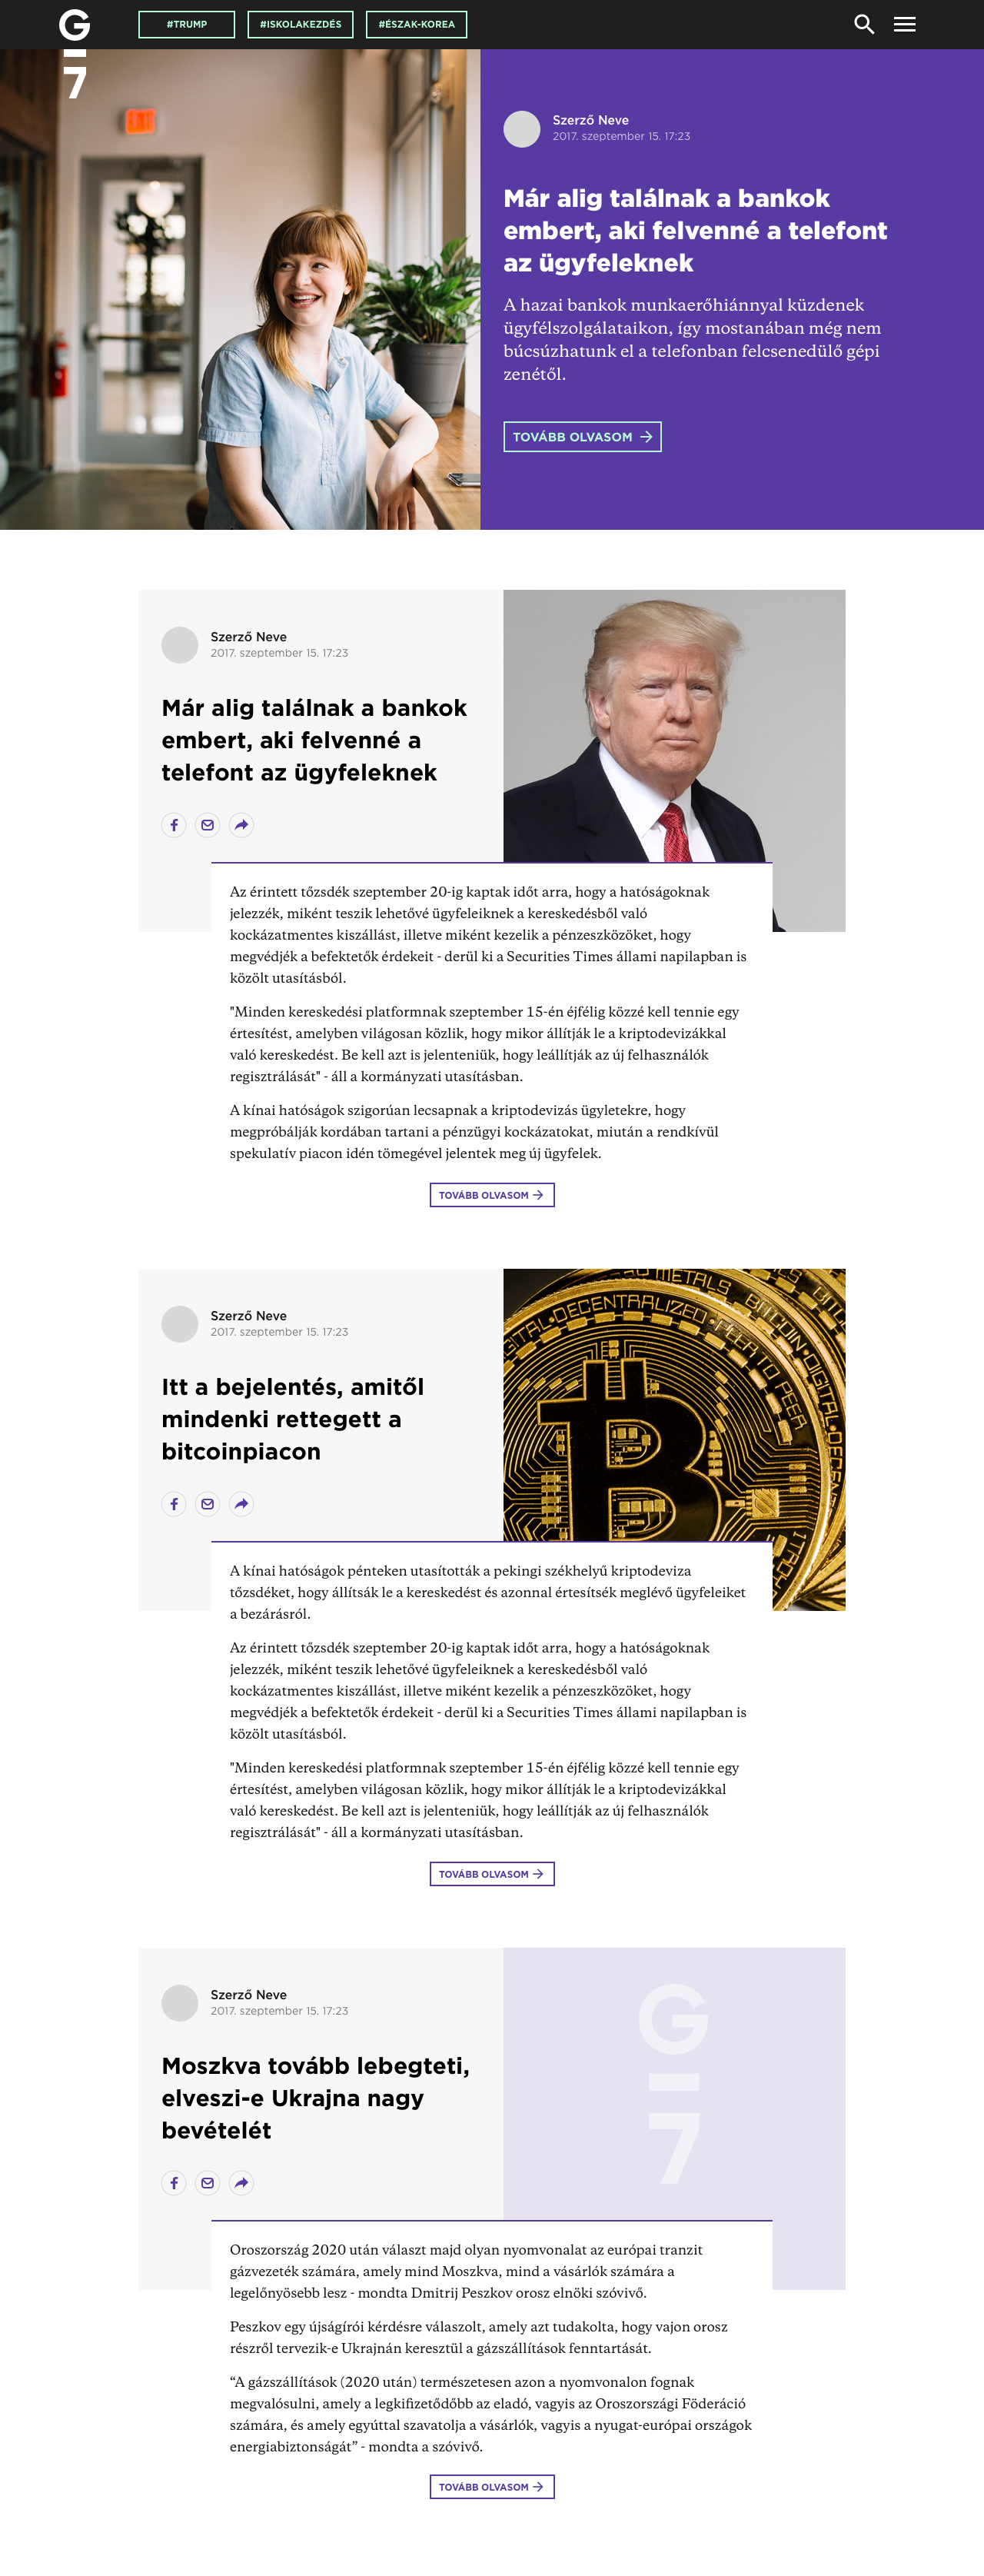 G
7
#TRUMP
#ISKOLAKEZDÉS
#ÉSZAK-KOREA
Szerző Neve
2017. szeptember 15. 17:23
Már alig találnak a bankok
embert, aki felvenné a telefont
az ügyfeleknek
A hazai bankok munkaerőhiánnyal küzdenek
ügyfélszolgálataikon, így mostanában még nem
búcsúzhatunk el a telefonban felcsenedülő gépi
zenétől.
TOVÁBB OLVASOM
Szerző Neve
2017. szeptember 15. 17:23
Már alig találnak a bankok
embert, aki felvenné a
telefont az ügyfeleknek
Az érintett tőzsdék szeptember 20-ig kaptak időt arra, hogy a hatóságoknak
jelezzék, miként teszik lehetővé ügyfeleiknek a kereskedésből való
kockázatmentes kiszállást, illetve miként kezelik a pénzeszközöket, hogy
megvédjék a befektetők érdekeit - derül ki a Securities Times állami napilapban is
közölt utasításból.
"Minden kereskedési platformnak szeptember 15-én éjfélig közzé kell tennie egy
értesítést, amelyben világosan közlik, hogy mikor állítják le a kriptodevizákkal
való kereskedést. Be kell azt is jelenteniük, hogy leállítják az új felhasználók
regisztrálását" - áll a kormányzati utasításban.
A kínai hatóságok szigorúan lecsapnak a kriptodevizás ügyletekre, hogy
megpróbálják kordában tartani a pénzügyi kockázatokat, miután a rendkívül
spekulatív piacon idén tömegével jelentek meg új ügyfelek.
TOVÁBB OLVASOM
Szerző Neve
2017. szeptember 15. 17:23
Itt a bejelentés, amitől
mindenki rettegett a
bitcoinpiacon
METALS BITCOIN
DECENTRALIZED PEER TO PEER
DIGITAL DECEN
A kínai hatóságok pénteken utasították a pekingi székhelyű kriptodeviza
tőzsdéket, hogy állítsák le a kereskedést és azonnal értesítsék meglévő ügyfeleiket
a bezárásról.
Az érintett tőzsdék szeptember 20-ig kaptak időt arra, hogy a hatóságoknak
jelezzék, miként teszik lehetővé ügyfeleiknek a kereskedésből való
kockázatmentes kiszállást, illetve miként kezelik a pénzeszközöket, hogy
megvédjék a befektetők érdekeit - derül ki a Securities Times állami napilapban is
közölt utasításból.
"Minden kereskedési platformnak szeptember 15-én éjfélig közzé kell tennie egy
értesítést, amelyben világosan közlik, hogy mikor állítják le a kriptodevizákkal
való kereskedést. Be kell azt is jelenteniük, hogy leállítják az új felhasználók
regisztrálását" - áll a kormányzati utasításban.
TOVÁBB OLVASOM
Szerző Neve
2017. szeptember 15. 17:23
Moszkva tovább lebegteti,
elveszi-e Ukrajna nagy
bevételét
G
7
Oroszország 2020 után választ majd olyan nyomvonalat az európai tranzit
gázvezeték számára, amely mind Moszkva, mind a vásárlók számára a
legelőnyösebb lesz - mondta Dmitrij Peszkov orosz elnöki szóvivő.
Peszkov egy újságírói kérdésre válaszolt, amely azt tudakolta, hogy vajon orosz
részről tervezik-e Ukrajnán keresztül a gázszállítások fenntartását.
“A gázszállítások (2020 után) természetesen azon a nyomvonalon fognak
megvalósulni, amely a legkifizetődőbb az eladó, vagyis az Oroszországi Föderáció
számára, és amely egyúttal szavatolja a vásárlók, vagyis a nyugat-európai országok
energiabiztonságát” - mondta a szóvivő.
TOVÁBB OLVASOM